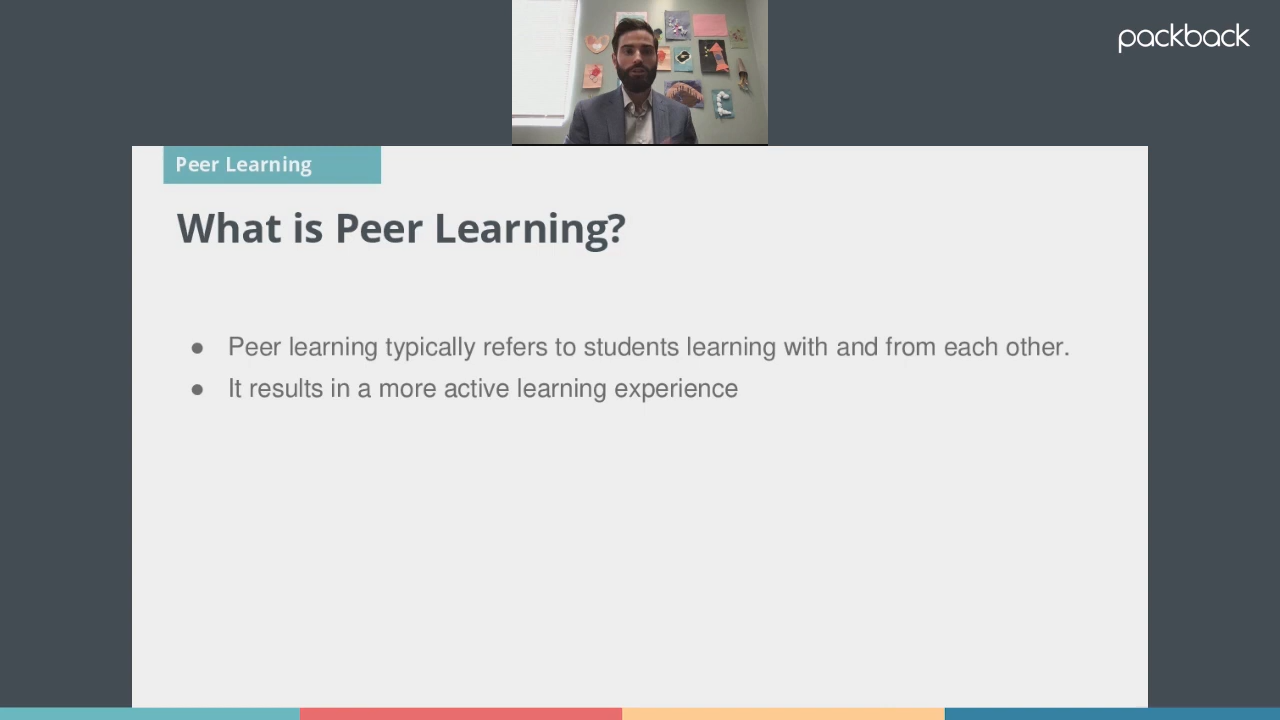 packback
Peer Learning
What is Peer Learning?
● Peer learning typically refers to students learning with and from each other.
● It results in a more active learning experience